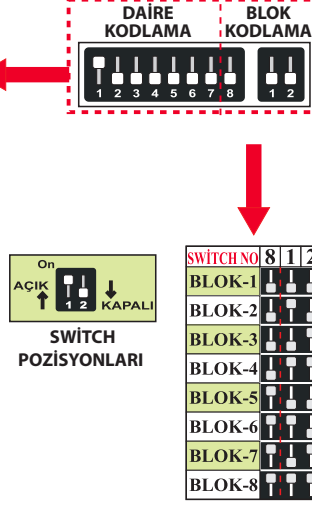 DAİRE
KODLAMA
BLOK
KODLAMA
1 2 3 4 5 6 7 8
1 2
On
AÇIK
1 2
KAPALI
SWİTCH
POZİSYONLARI
SWİTCH NO 8 1 2
BLOK-1
BLOK-2
BLOK-3
BLOK-4
BLOK-5
BLOK-6
BLOK-7
BLOK-8